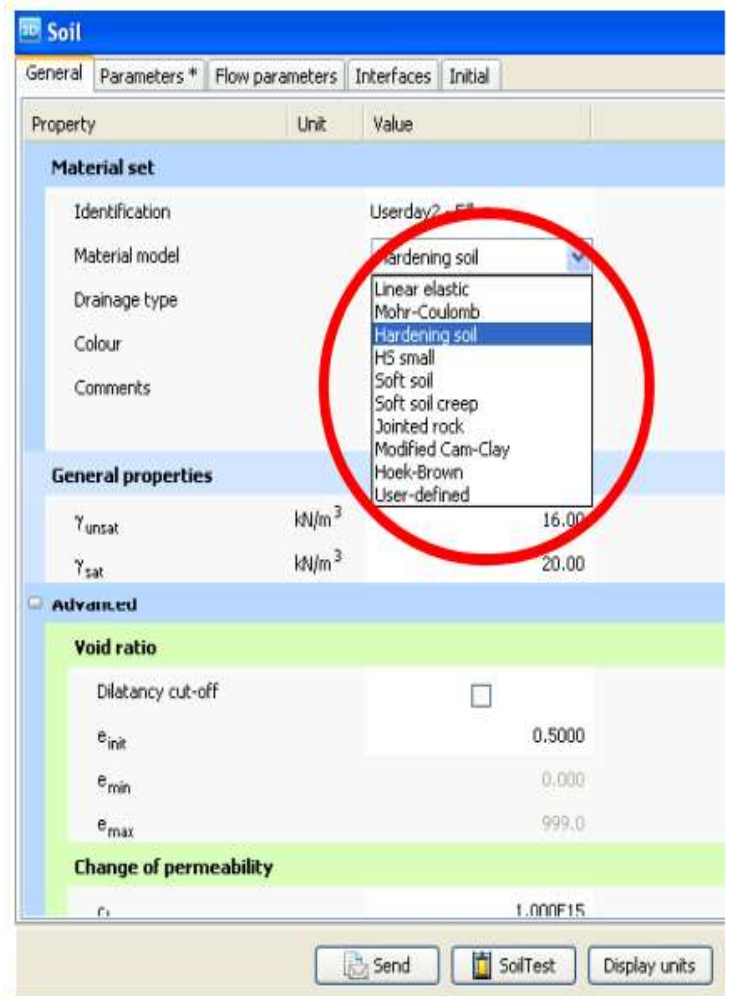 3D Soil
General Parameters * Flow parameters Interfaces Initial
Property Unit Value
Material set
Identification Userday2 -
Material model Hardening soil
Linear elastic
Drainage type
Mohr-Coulomb
Hardening soil
Colour
HS small
Soft soil
Comments
Soft soil creep
Jointed rock
Modified Cam-Clay
Hoek-Brown
General properties
User-defined
γunsat kN/m3 16.00
γsat kN/m3 20.00
Advanced
Void ratio
Dilatancy cut-off
einit 0.5000
emin 0.000
emax 999.0
Change of permeability
1.000E15
Send SoilTest Display units